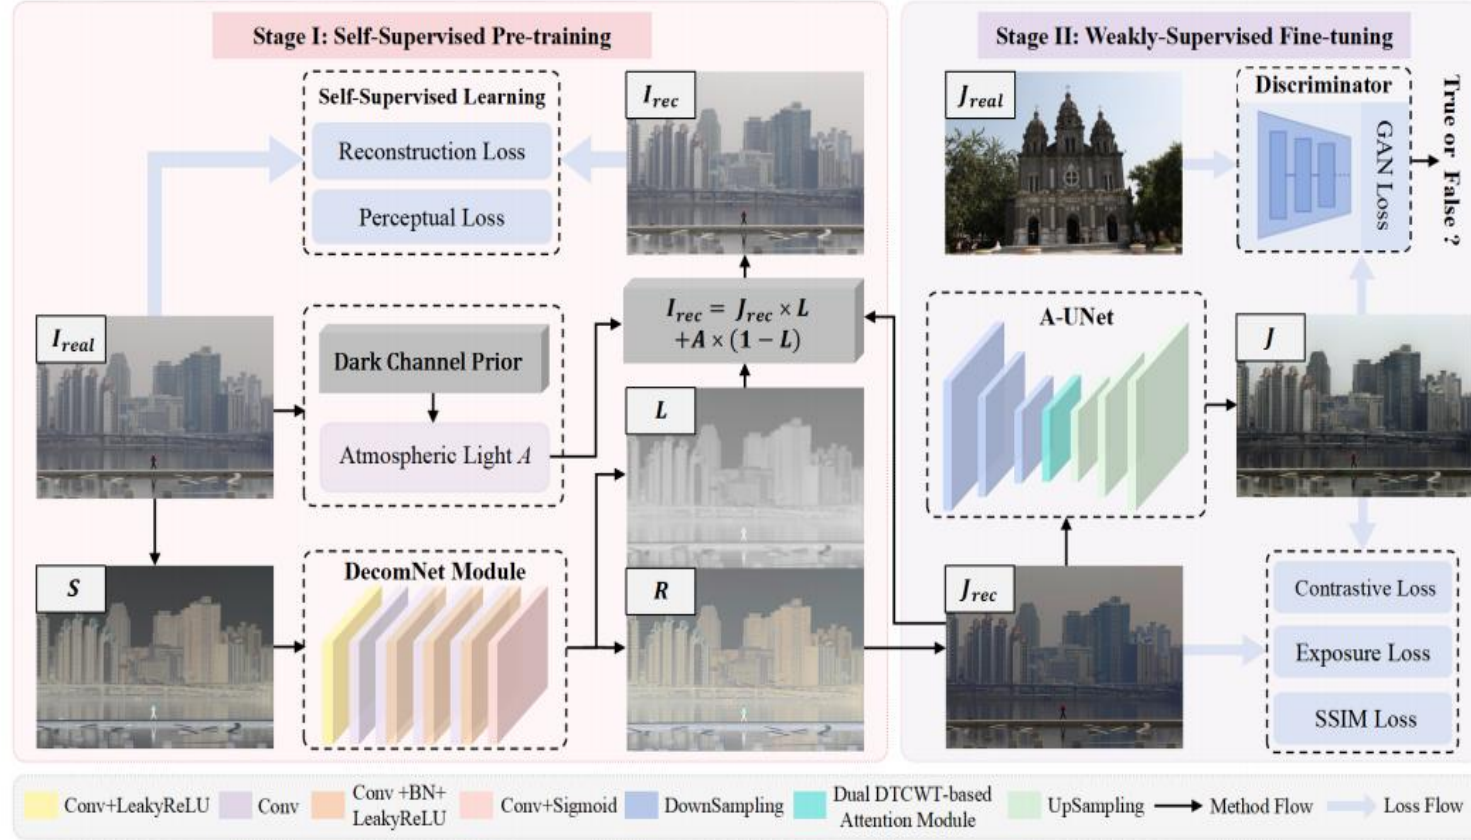 Stage I: Self-Supervised Pre-training
Self-Supervised Learning
Reconstruction Loss
Perceptual Loss
I_rec
I_real
Dark Channel Prior
Atmospheric Light A
I_rec = J_rec × L
+A × (1 − L)
L
S
DecomNet Module
R
Stage II: Weakly-Supervised Fine-tuning
J_real
Discriminator
GAN Loss
True or False ?
A-UNet
J
J_rec
Contrastive Loss
Exposure Loss
SSIM Loss
Conv+LeakyReLU
Conv
Conv +BN+
LeakyReLU
Conv+Sigmoid
DownSampling
Dual DTCWT-based
Attention Module
UpSampling
Method Flow
Loss Flow